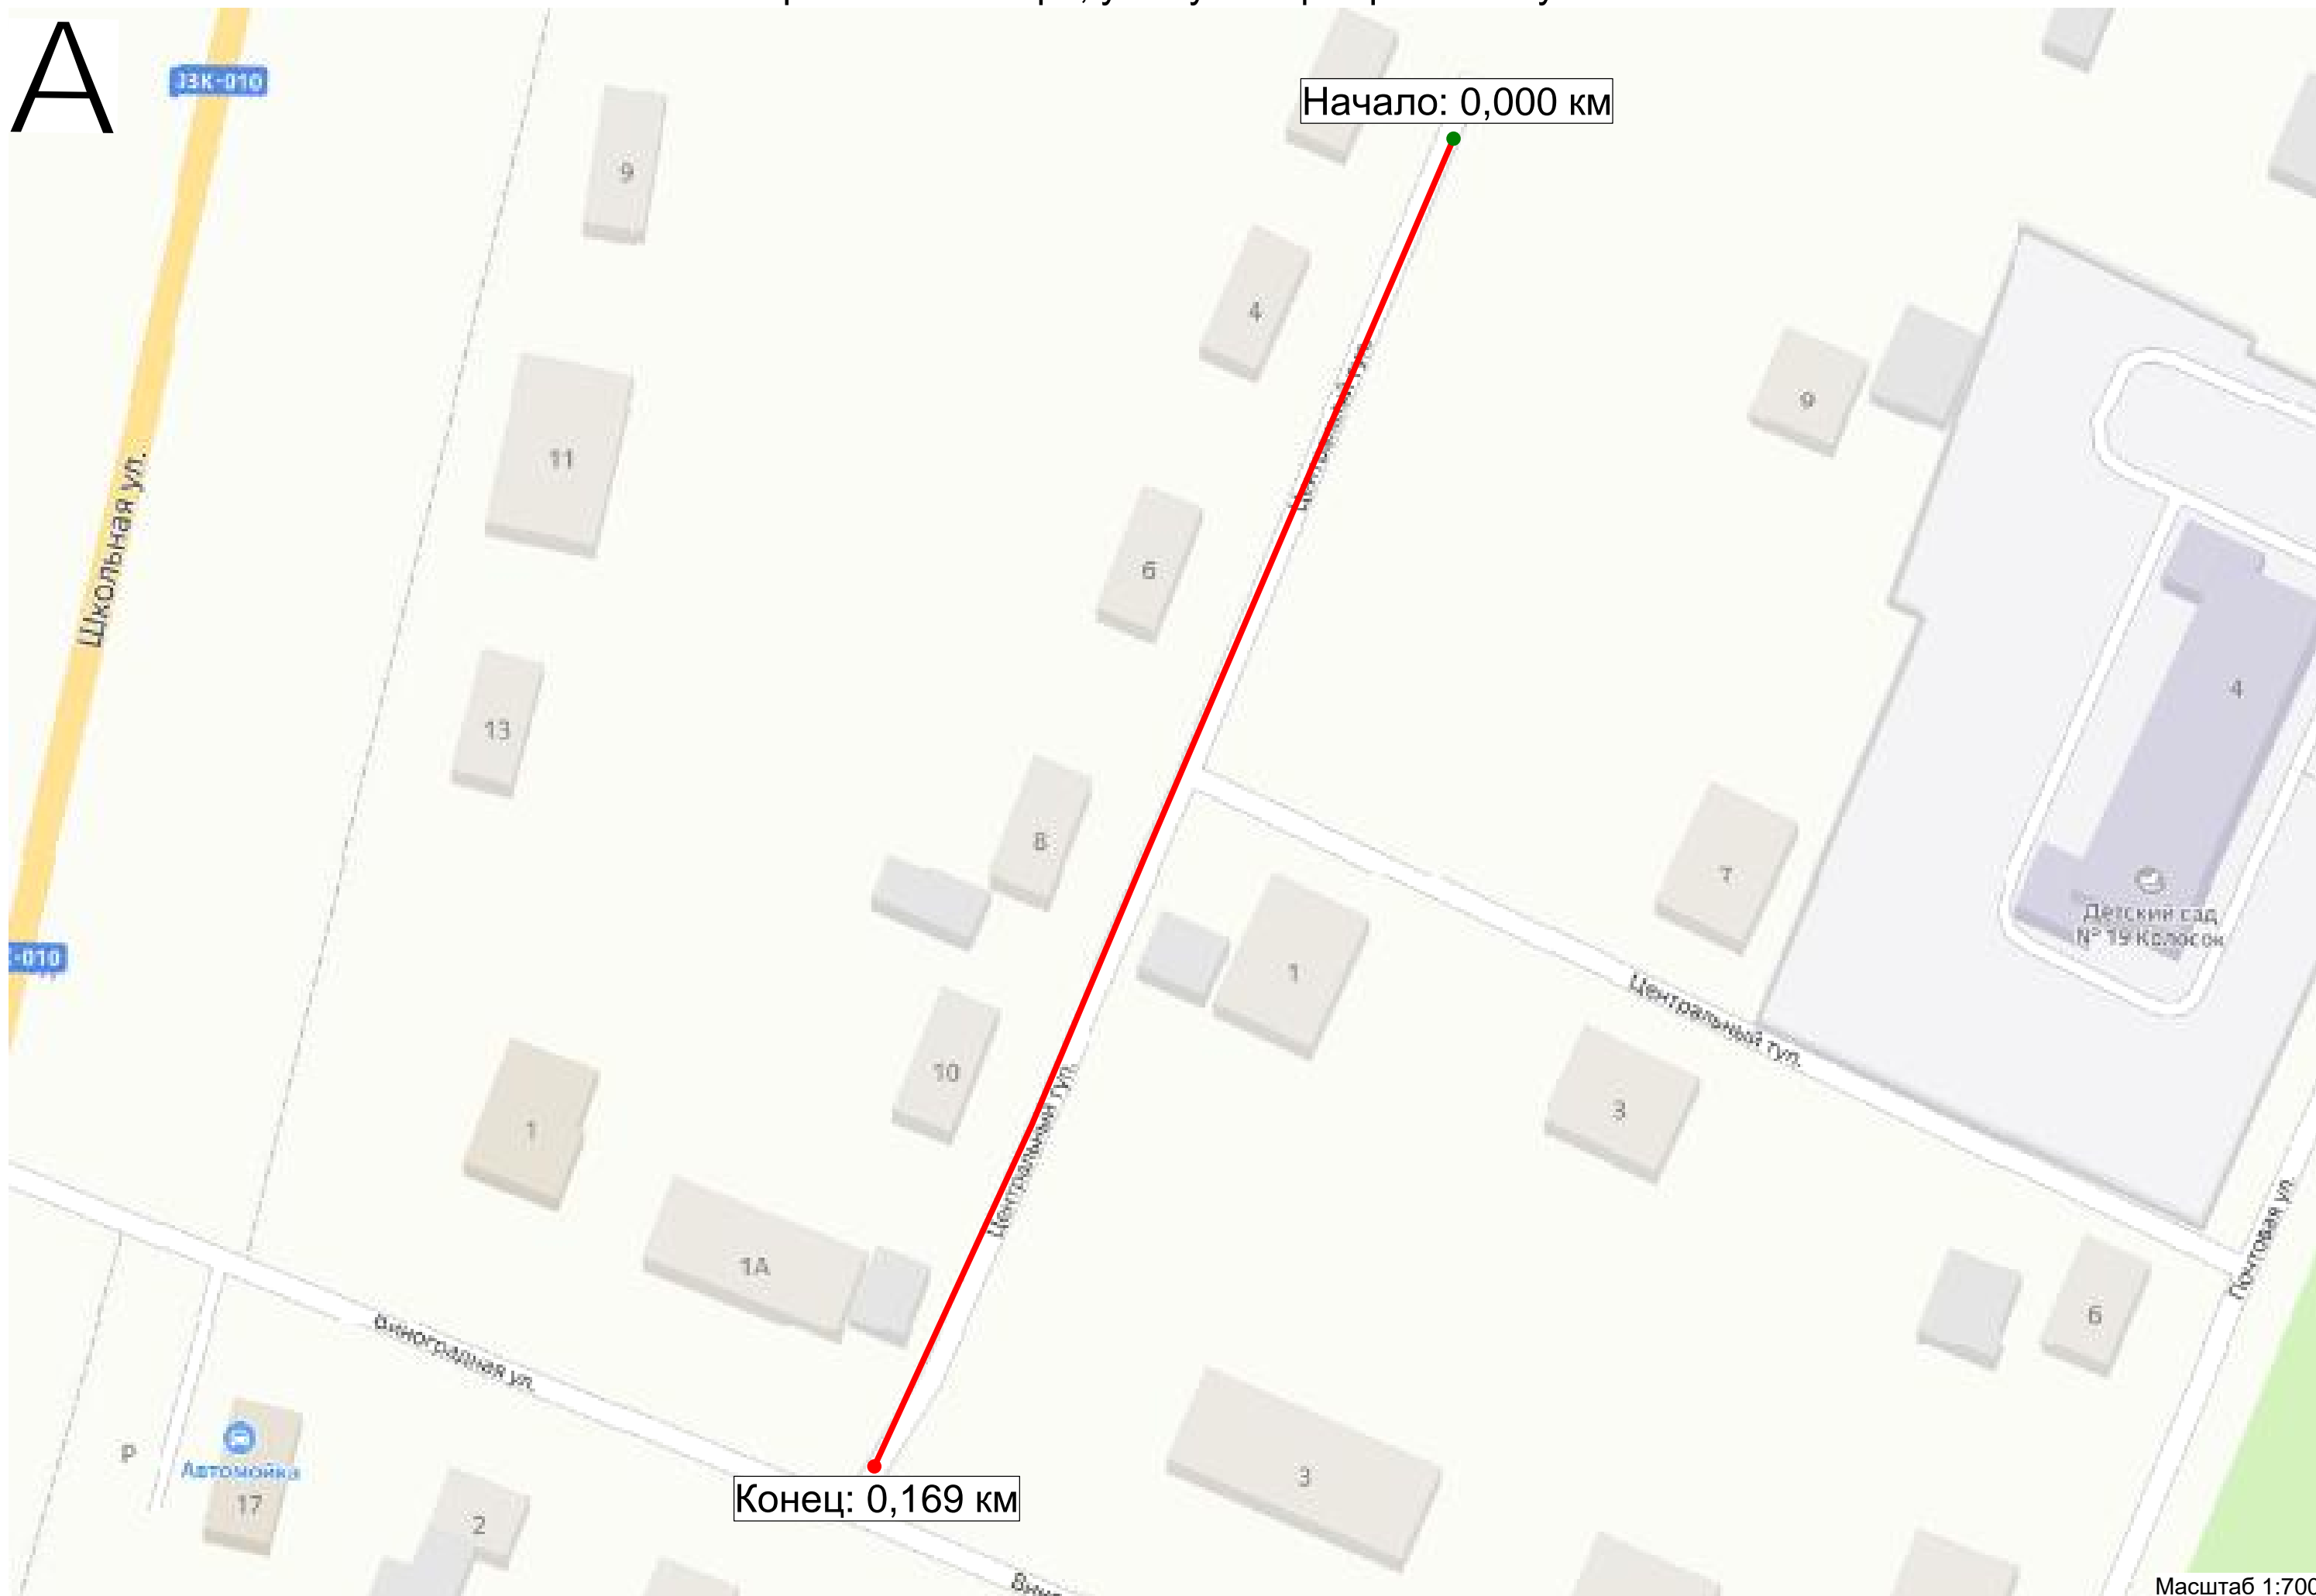 А
Начало: 0,000 км
9
4
9
11
Школьная ул.
6
4
13
8
7
Детский сад
№ 19 Колосок
1
-010
Центральный туп.
10
Центральный туп.
3
1
1А
Почтовая ул.
6
Виноградная ул.
Автомойка
17
P
3
Конец: 0,169 км
2
Масштаб 1:700